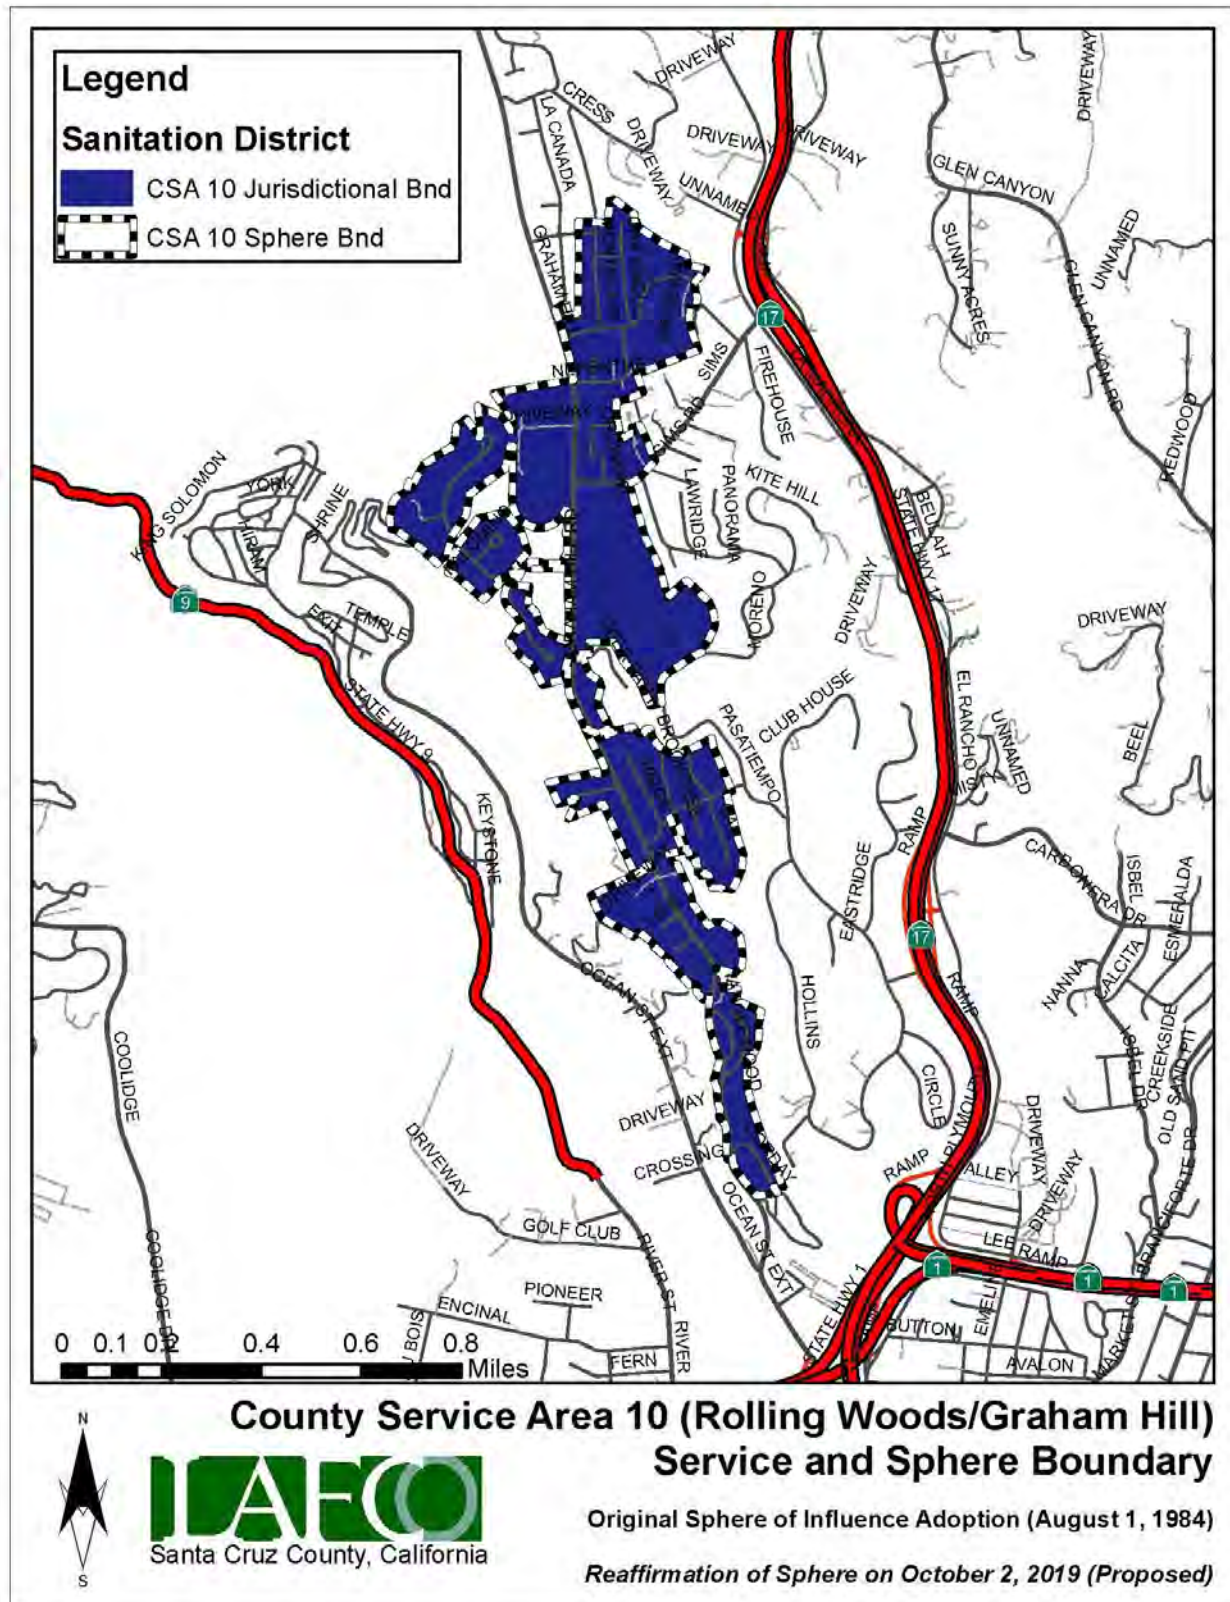 Legend
Sanitation District
CSA 10 Jurisdictional Bnd
CSA 10 Sphere Bnd
DRIVEWAY
CRESS
LA CANADA
DRIVEWAY
DRIVEWAY
DRIVEWAY
DRIVEWAY
GLEN CANYON
SUNNY ACRES
UNNAMED
GLEN CANYON RD
REDWOOD
17
SIMS
FIREHOUSE
SIMS RD
LAWRIDGE
PANORAMA
KITE HILL
MORENO
DRIVEWAY
BEULAH
STATE HWY 17
KING SOLOMON
YORK
HIRAM
SHRINE
9
EXIT
TEMPLE
STATE HWY 9
KEYSTONE
DRIVEWAY
BEEL
EL RANCHO
UNNAMED
PASATIEMPO
CLUB HOUSE
RAMP
EASTRIDGE
CARBONERA DR
ISBEL
ESMERALDA
CALCITA
NANNA
17
RAMP
HOLLINS
CIRCLE
OCEAN ST EXT
COOLIDGE
CREEKSIDE
OLD SAND PIT
ISBEL DR
DRIVEWAY
CROSSING
DRIVEWAY
GOLF CLUB
RIVER ST
RIVER
OCEAN ST EXT
RAMP
ALLEY
DRIVEWAY
DRIVEWAY
BRANCIFORTE DR
LEE RAMP
1
1
1
COOLIDGE DR
PIONEER
ENCINAL
FERN
STATE HWY 1
EMELINE
AVALON
0 0.1 0.2 0.4 0.6 0.8
Miles
County Service Area 10 (Rolling Woods/Graham Hill)
Service and Sphere Boundary
Original Sphere of Influence Adoption (August 1, 1984)
Reaffirmation of Sphere on October 2, 2019 (Proposed)
N
S
LAFCO
Santa Cruz County, California